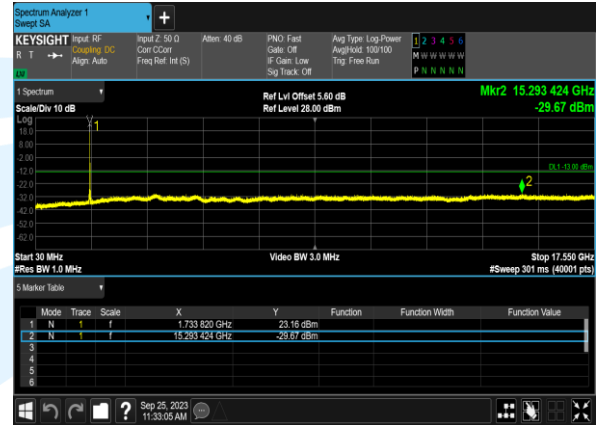 Spectrum Analyzer 1
Swept SA
KEYSIGHT Input: RF Input Z: 50 Ω Atten: 40 dB PNO: Fast Avg Type: Log-Power 1 2 3 4 5 6
R T Coupling: DC Corr CCorr Gate: Off Avg|Hold: 100/100 M W W W W W
Align: Auto Freq Ref: Int (S) IF Gain: Low Trig: Free Run P N N N N N
Sig Track: Off
LW
1 Spectrum Ref Lvl Offset 5.60 dB Mkr2 15.293 424 GHz
Scale/Div 10 dB Ref Level 28.00 dBm -29.67 dBm
Log
18.0 1
8.00
-2.00
-12.0 DL1 -13.00 dBm
-22.0 2
-32.0
-42.0
-52.0
-62.0
Start 30 MHz Video BW 3.0 MHz Stop 17.550 GHz
#Res BW 1.0 MHz #Sweep 301 ms (40001 pts)
5 Marker Table
Mode Trace Scale X Y Function Function Width Function Value
1 N 1 f 1.733 820 GHz 23.16 dBm
2 N 1 f 15.293 424 GHz -29.67 dBm
3
4
5
6
? Sep 25, 2023
11:33:05 AM